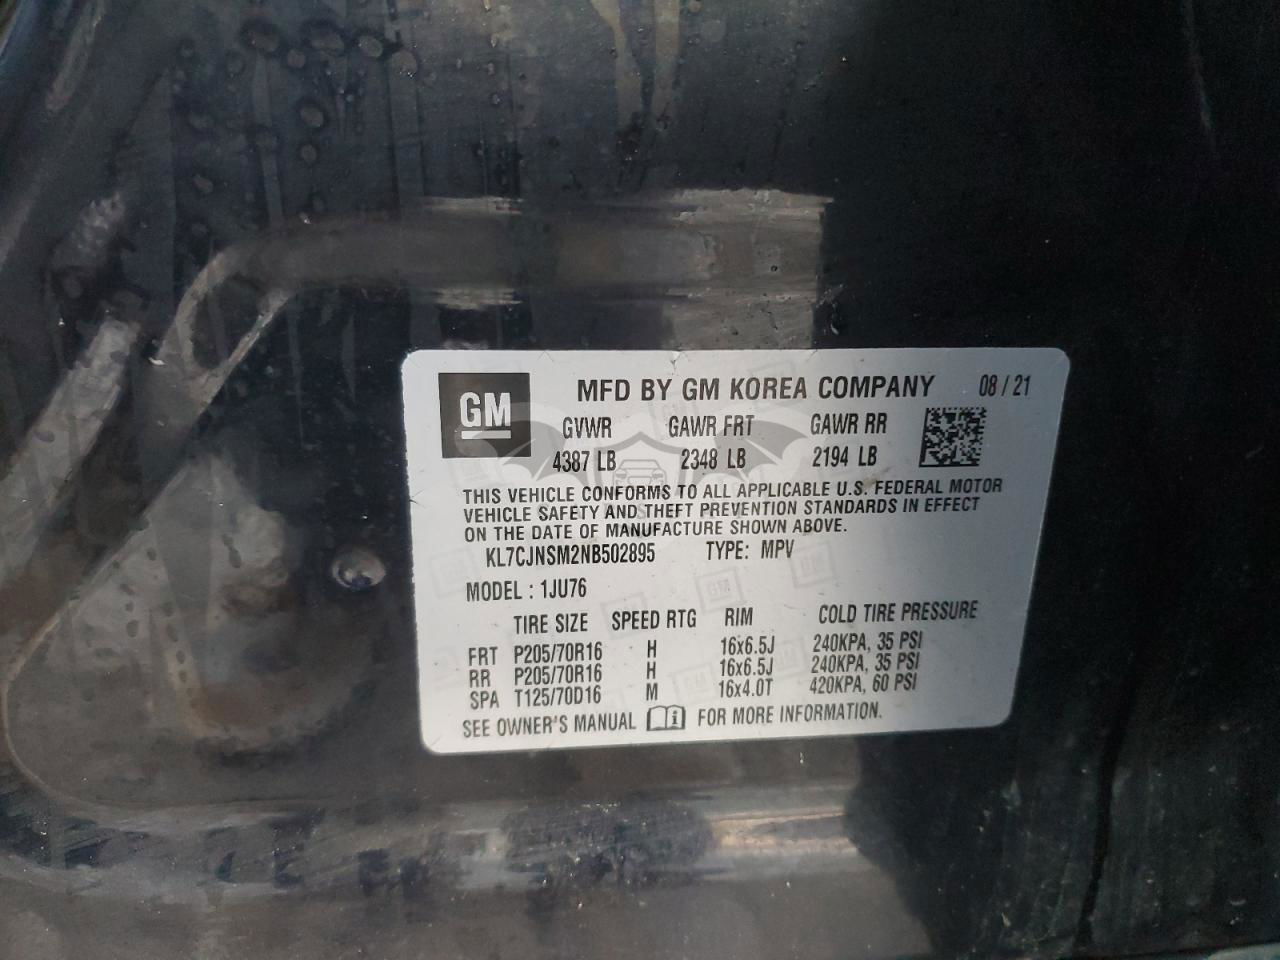 GM MFD BY GM KOREA COMPANY 08/21
GVWR GAWR FRT GAWR RR
4387 LB 2348 LB 2194 LB
THIS VEHICLE CONFORMS TO ALL APPLICABLE U.S. FEDERAL MOTOR
VEHICLE SAFETY AND THEFT PREVENTION STANDARDS IN EFFECT
ON THE DATE OF MANUFACTURE SHOWN ABOVE.
KL7CJNSM2NB502895 TYPE: MPV
MODEL : 1JU76
TIRE SIZE SPEED RTG RIM COLD TIRE PRESSURE
FRT P205/70R16 H 16x6.5J 240KPA, 35 PSI
RR P205/70R16 H 16x6.5J 240KPA, 35 PSI
SPA T125/70D16 M 16x4.0T 420KPA, 60 PSI
SEE OWNER'S MANUAL FOR MORE INFORMATION.